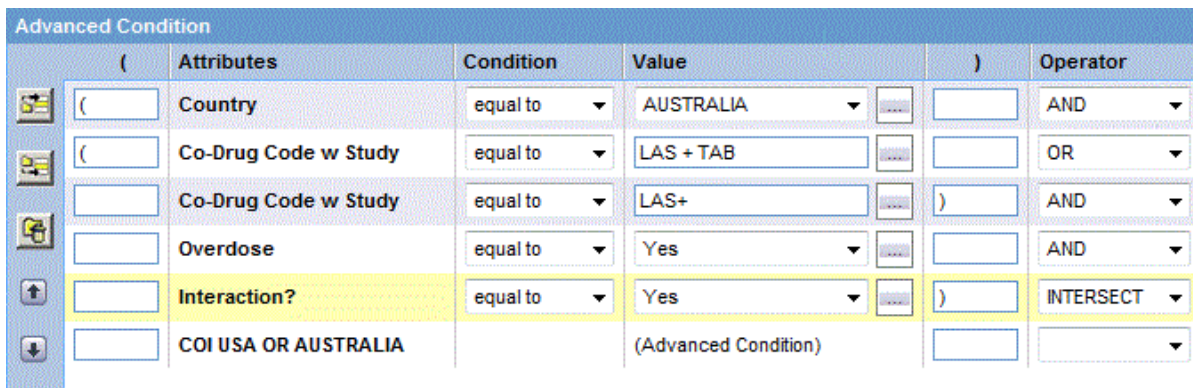 Advanced Condition
( Attributes Condition Value ) Operator
( Country equal to AUSTRALIA ... AND
( Co-Drug Code w Study equal to LAS + TAB ... OR
Co-Drug Code w Study equal to LAS+ ... ) AND
Overdose equal to Yes ... AND
Interaction? equal to Yes ... ) INTERSECT
COI USA OR AUSTRALIA (Advanced Condition)